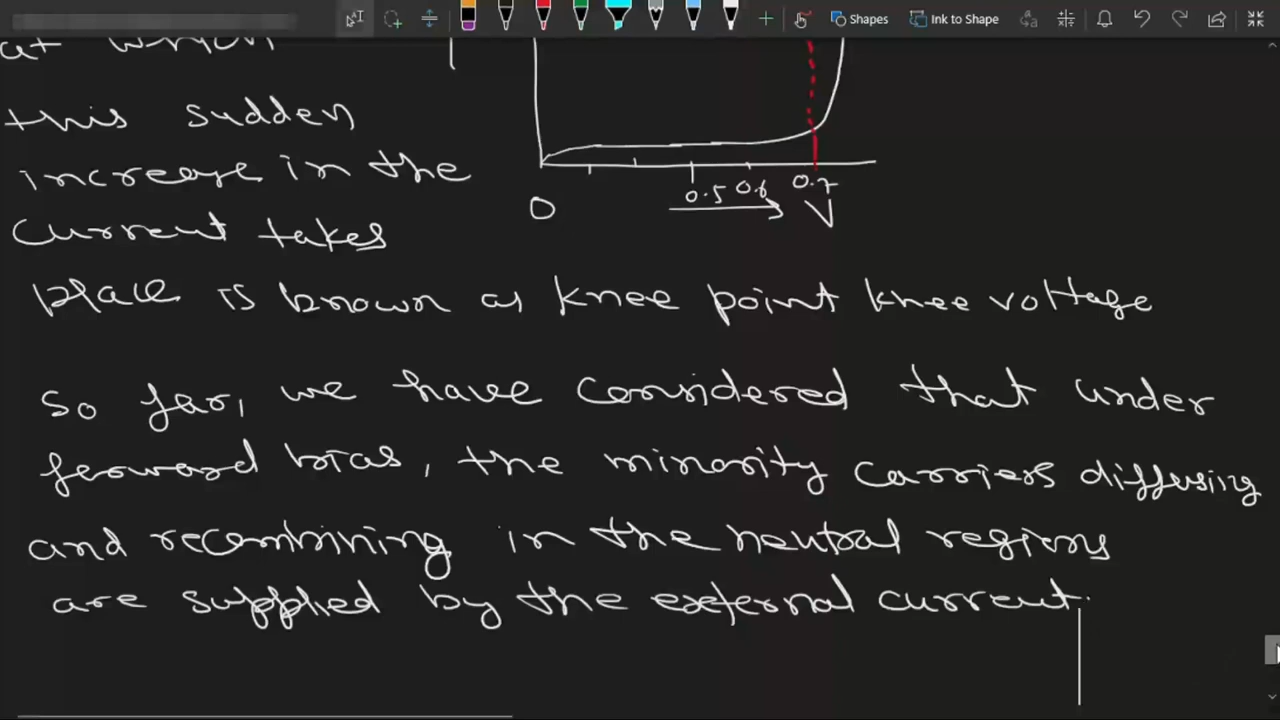 Shapes
Ink to Shape
at which
this sudden
increase in the
current takes
place is known as knee point knee voltage
0.5 0.6 0.7
0
V
So far, we have considered that under
forward bias, the minority carriers diffusing
and recombining in the neutral regions
are supplied by the external current.